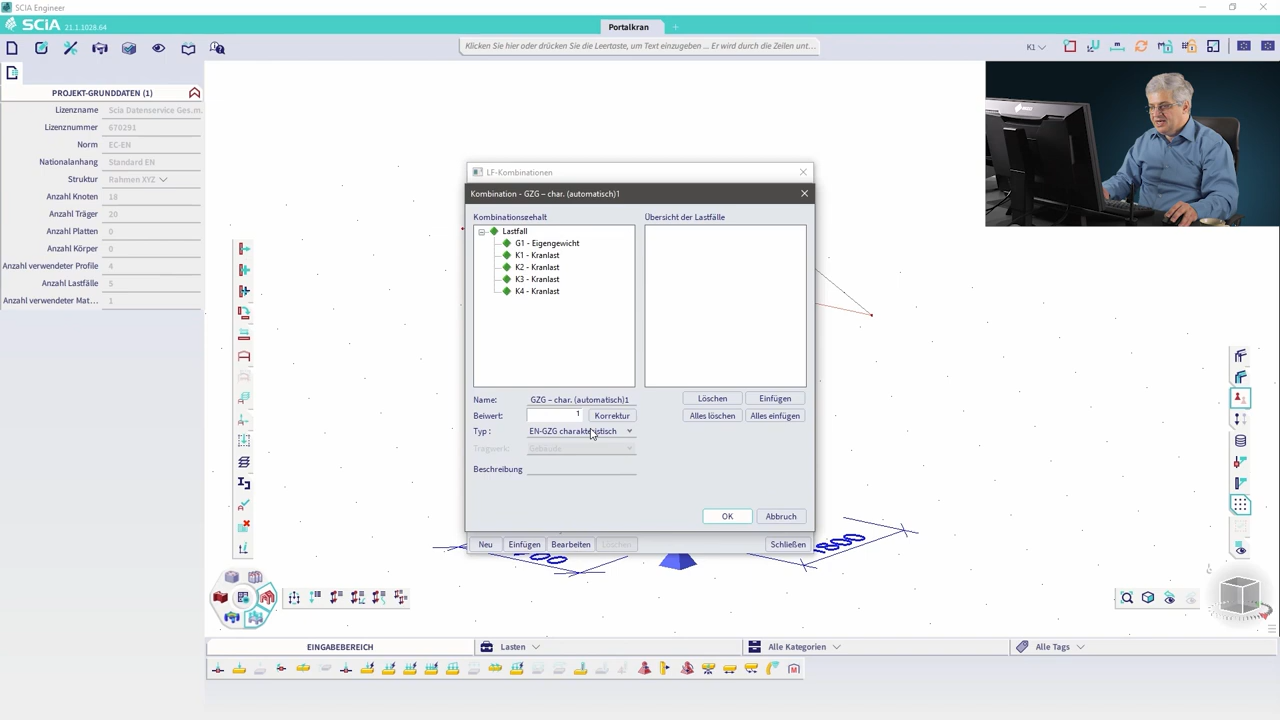 SCIA Engineer
SCIA 21.1.1028.64
Portalkran
Klicken Sie hier oder drücken Sie die Leertaste, um Text einzugeben ... Er wird durch die Zeilen unt...
K1
PROJEKT-GRUNDDATEN (1)
Lizenzname Scia Datenservice Ges.m.
Lizenznummer 670291
Norm EC-EN
Nationalanhang Standard EN
Struktur Rahmen XYZ
Anzahl Knoten 18
Anzahl Träger 20
Anzahl Platten 0
Anzahl Körper 0
Anzahl verwendeter Profile 4
Anzahl Lastfälle 5
Anzahl verwendeter Mat... 1
LF-Kombinationen
Kombination - GZG – char. (automatisch)1
Kombinationsgehalt
Übersicht der Lastfälle
Lastfall
G1 - Eigengewicht
K1 - Kranlast
K2 - Kranlast
K3 - Kranlast
K4 - Kranlast
Name: GZG – char. (automatisch)1
Löschen
Einfügen
Beiwert: 1
Korrektur
Alles löschen
Alles einfügen
Typ : EN-GZG charakteristisch
Tragwerk: Gebäude
Beschreibung
OK
Abbruch
Neu
Einfügen
Bearbeiten
Löschen
Schließen
1800
EINGABEBEREICH
Lasten
Alle Kategorien
Alle Tags